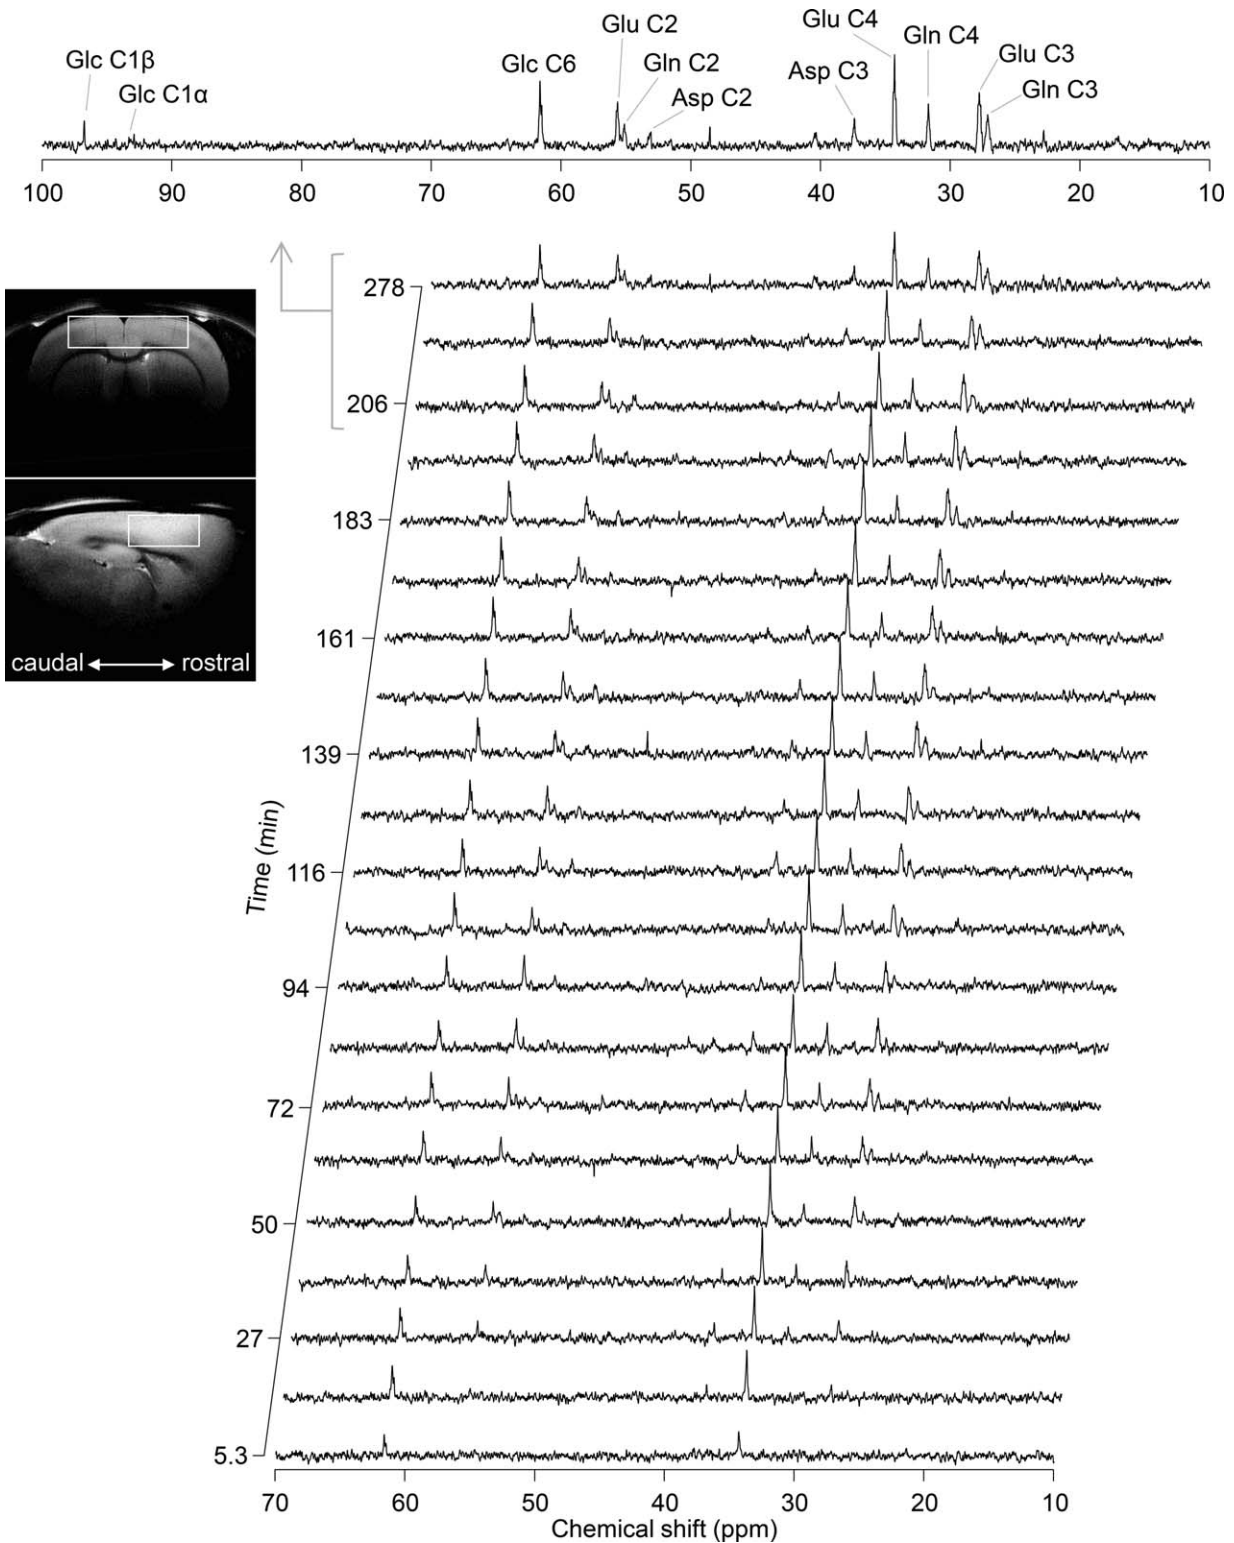 Glu C4
Glu C2
Gln C4
Glu C3
Glc C1β
Glc C6
Gln C2
Asp C3
Gln C3
Glc C1α
Asp C2
100 90 80 70 60 50 40 30 20 10
278
206
183
161
caudal rostral
139
116
94
72
50
27
5.3
Time (min)
70 60 50 40 30 20 10
Chemical shift (ppm)